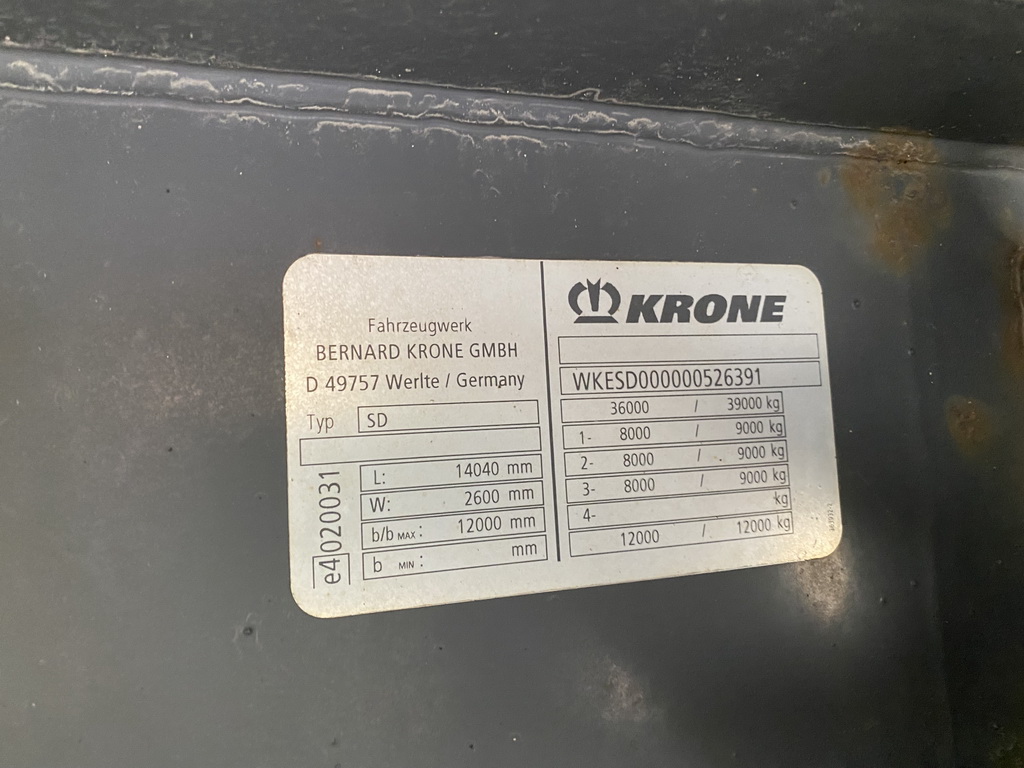 Fahrzeugwerk
BERNARD KRONE GMBH
D 49757 Werlte / Germany
Typ SD
e4 020031
L: 14040 mm
W: 2600 mm
b/b MAX : 12000 mm
b MIN : mm
KRONE
WKESD000000526391
36000 / 39000 kg
1- 8000 / 9000 kg
2- 8000 / 9000 kg
3- 8000 / 9000 kg
4- kg
12000 / 12000 kg